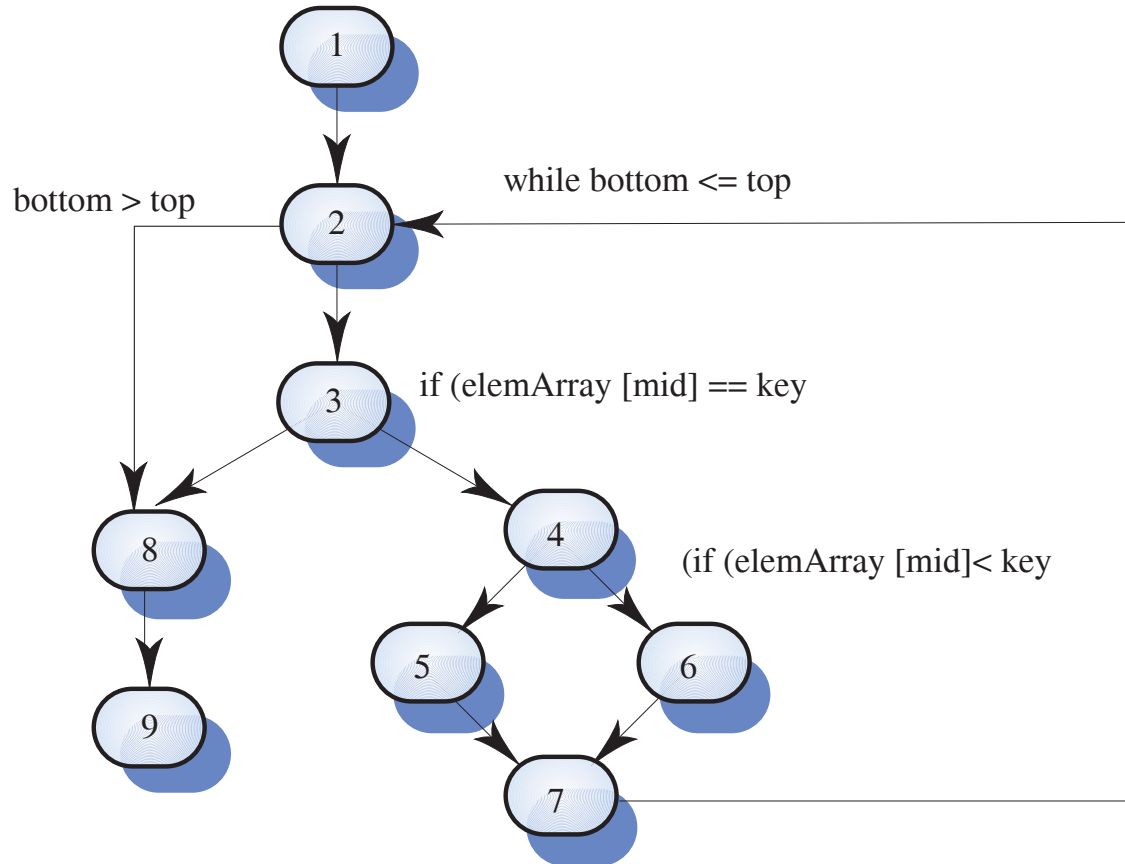 1
while bottom <= top
bottom > top
2
3
if (elemArray [mid] == key
4
8
(if (elemArray [mid]< key
5
6
9
7